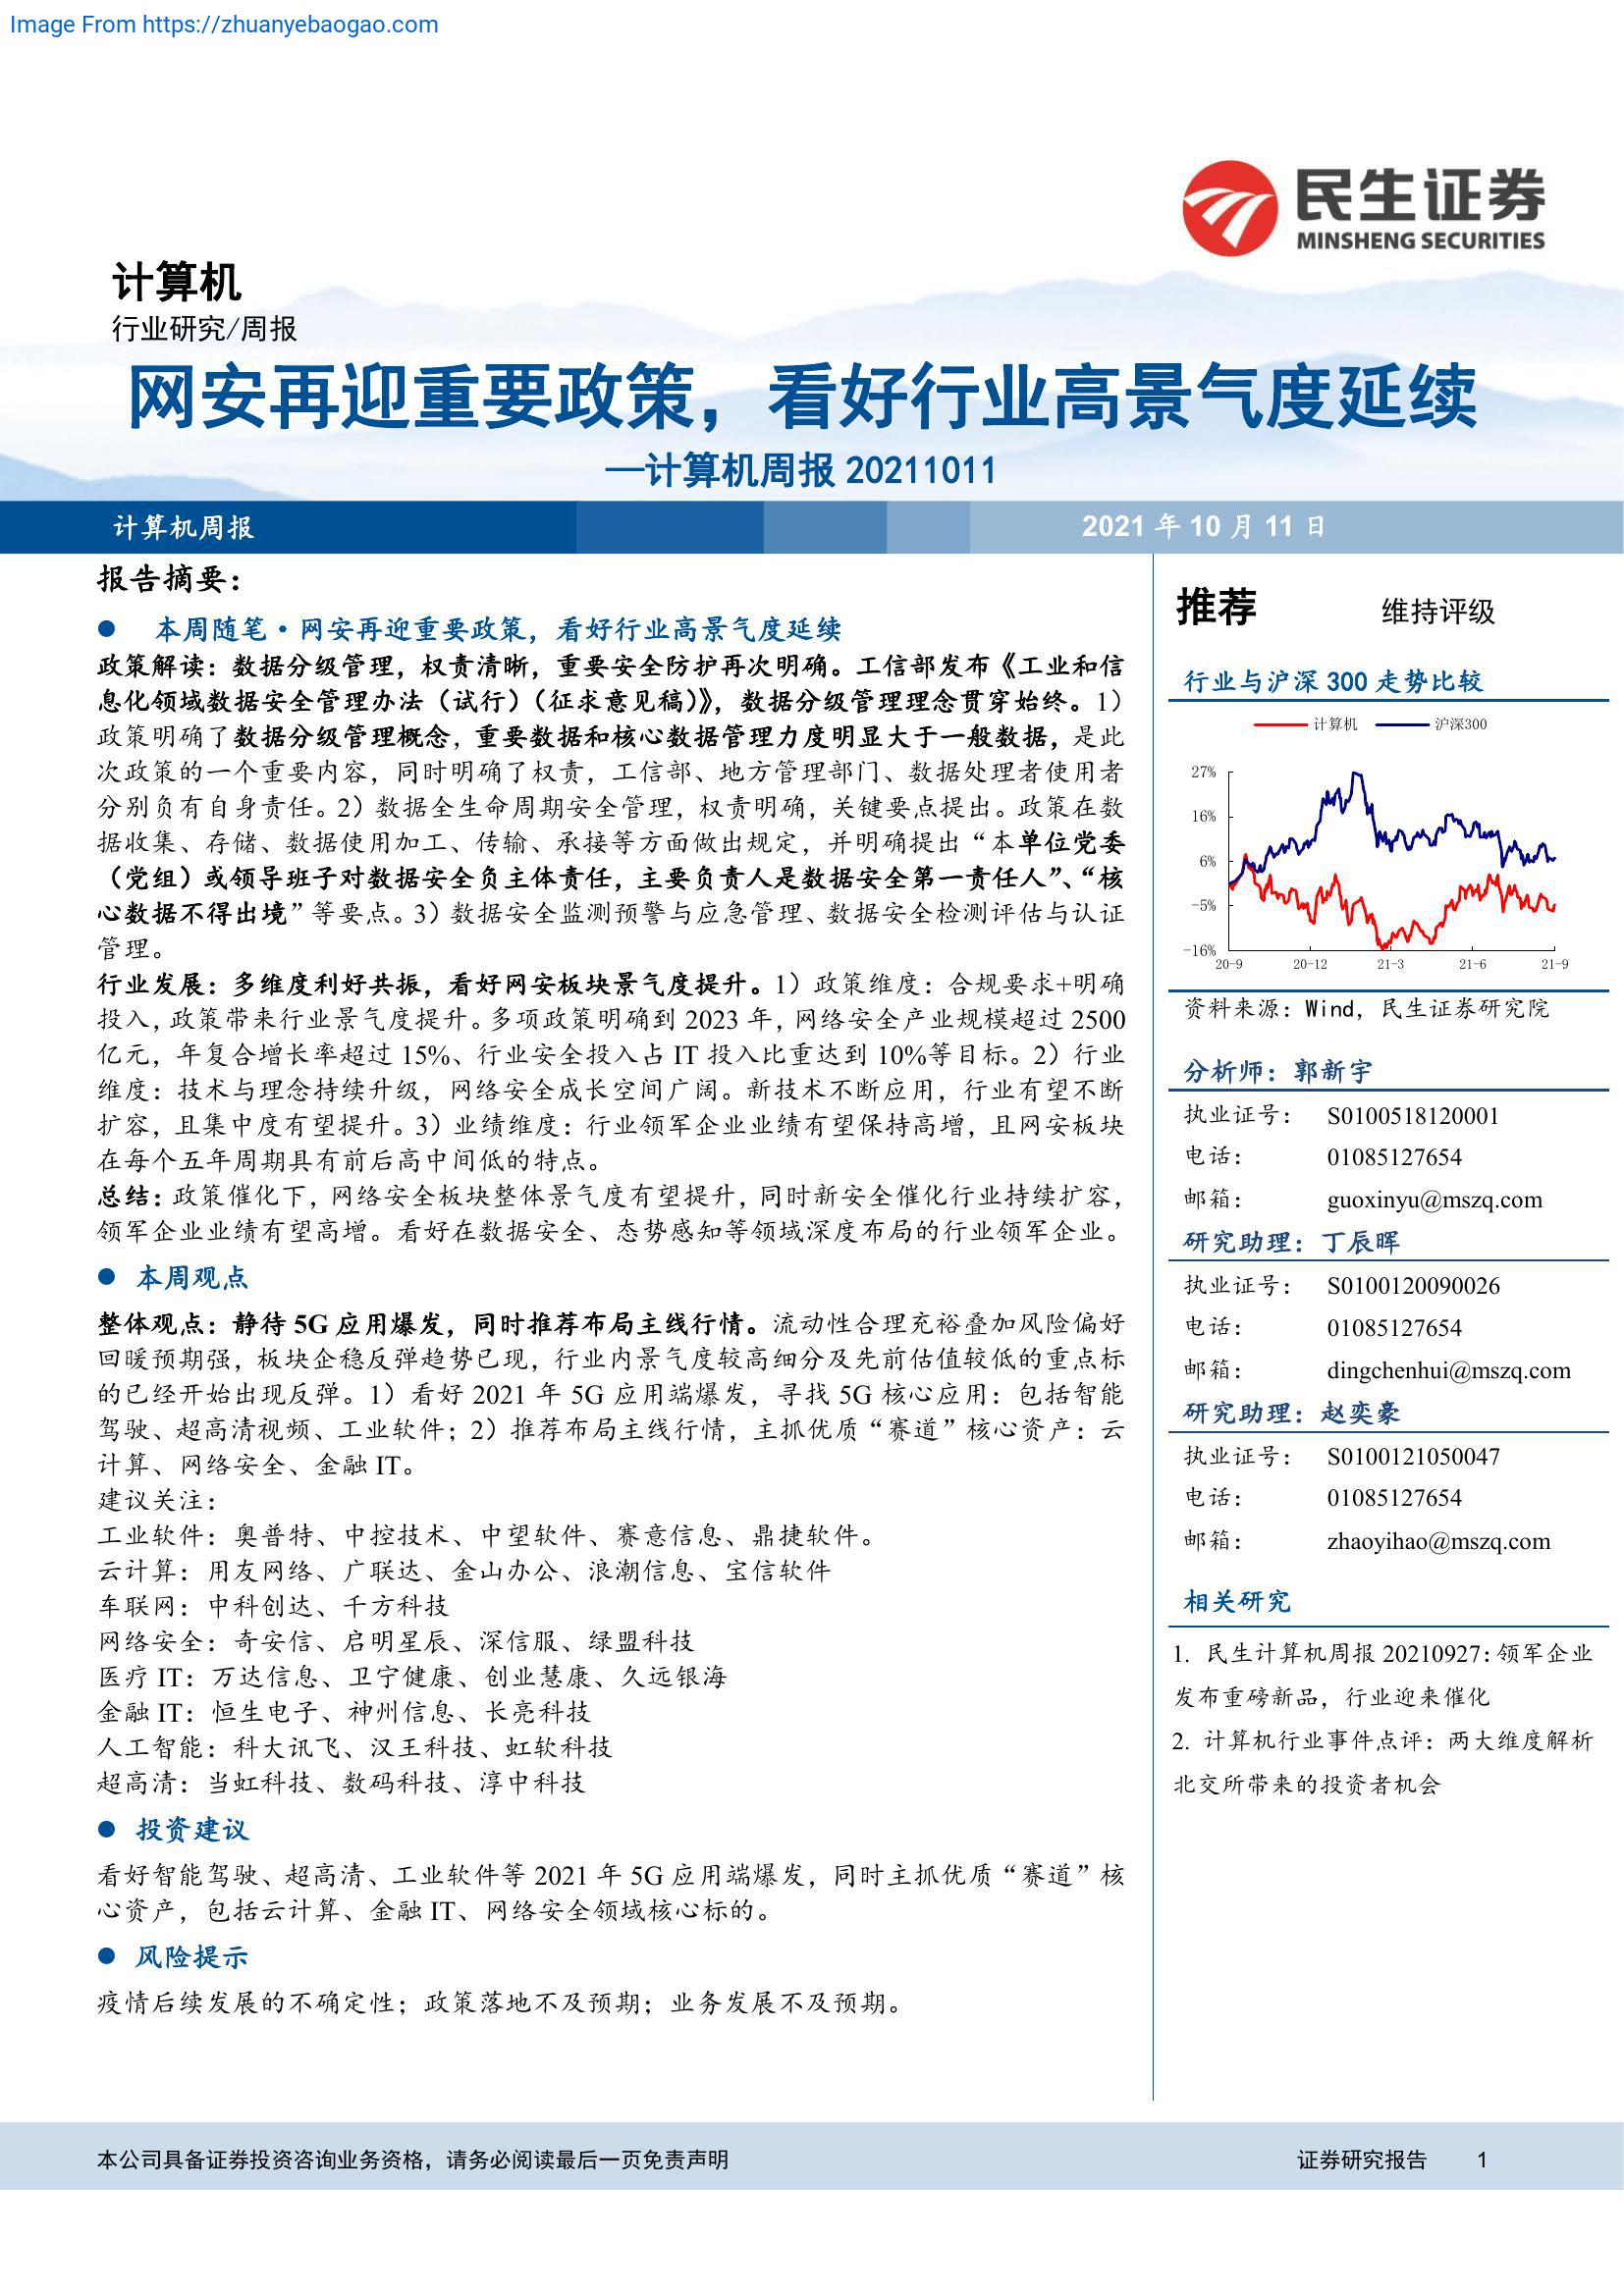 Image From https://zhuanyebaogao.com
民生证券
MINSHENG SECURITIES
计算机
行业研究/周报
网安再迎重要政策，看好行业高景气度延续
—计算机周报 20211011
计算机周报
2021 年 10 月 11 日
报告摘要：
● 本周随笔·网安再迎重要政策，看好行业高景气度延续
政策解读：数据分级管理，权责清晰，重要安全防护再次明确。工信部发布《工业和信
息化领域数据安全管理办法（试行）（征求意见稿）》，数据分级管理理念贯穿始终。1）
政策明确了数据分级管理概念，重要数据和核心数据管理力度明显大于一般数据，是此
次政策的一个重要内容，同时明确了权责，工信部、地方管理部门、数据处理者使用者
分别负有自身责任。2）数据全生命周期安全管理，权责明确，关键要点提出。政策在数
据收集、存储、数据使用加工、传输、承接等方面做出规定，并明确提出“本单位党委
（党组）或领导班子对数据安全负主体责任，主要负责人是数据安全第一责任人”、“核
心数据不得出境”等要点。3）数据安全监测预警与应急管理、数据安全检测评估与认证
管理。
行业发展：多维度利好共振，看好网安板块景气度提升。1）政策维度：合规要求+明确
投入，政策带来行业景气度提升。多项政策明确到 2023 年，网络安全产业规模超过 2500
亿元，年复合增长率超过 15%、行业安全投入占 IT 投入比重达到 10%等目标。2）行业
维度：技术与理念持续升级，网络安全成长空间广阔。新技术不断应用，行业有望不断
扩容，且集中度有望提升。3）业绩维度：行业领军企业业绩有望保持高增，且网安板块
在每个五年周期具有前后高中间低的特点。
总结：政策催化下，网络安全板块整体景气度有望提升，同时新安全催化行业持续扩容，
领军企业业绩有望高增。看好在数据安全、态势感知等领域深度布局的行业领军企业。
● 本周观点
整体观点：静待 5G 应用爆发，同时推荐布局主线行情。流动性合理充裕叠加风险偏好
回暖预期强，板块企稳反弹趋势已现，行业内景气度较高细分及先前估值较低的重点标
的已经开始出现反弹。1）看好 2021 年 5G 应用端爆发，寻找 5G 核心应用：包括智能
驾驶、超高清视频、工业软件；2）推荐布局主线行情，主抓优质“赛道”核心资产：云
计算、网络安全、金融 IT。
建议关注：
工业软件：奥普特、中控技术、中望软件、赛意信息、鼎捷软件。
云计算：用友网络、广联达、金山办公、浪潮信息、宝信软件
车联网：中科创达、千方科技
网络安全：奇安信、启明星辰、深信服、绿盟科技
医疗 IT：万达信息、卫宁健康、创业慧康、久远银海
金融 IT：恒生电子、神州信息、长亮科技
人工智能：科大讯飞、汉王科技、虹软科技
超高清：当虹科技、数码科技、淳中科技
● 投资建议
看好智能驾驶、超高清、工业软件等 2021 年 5G 应用端爆发，同时主抓优质“赛道”核
心资产，包括云计算、金融 IT、网络安全领域核心标的。
● 风险提示
疫情后续发展的不确定性；政策落地不及预期；业务发展不及预期。
推荐 维持评级
行业与沪深 300 走势比较
计算机 沪深300
27%
16%
6%
-5%
-16%
20-9 20-12 21-3 21-6 21-9
资料来源：Wind，民生证券研究院
分析师：郭新宇
执业证号： S0100518120001
电话： 01085127654
邮箱： guoxinyu@mszq.com
研究助理：丁辰晖
执业证号： S0100120090026
电话： 01085127654
邮箱： dingchenhui@mszq.com
研究助理：赵奕豪
执业证号： S0100121050047
电话： 01085127654
邮箱： zhaoyihao@mszq.com
相关研究
1. 民生计算机周报 20210927：领军企业
发布重磅新品，行业迎来催化
2. 计算机行业事件点评：两大维度解析
北交所带来的投资者机会
本公司具备证券投资咨询业务资格，请务必阅读最后一页免责声明
证券研究报告 1